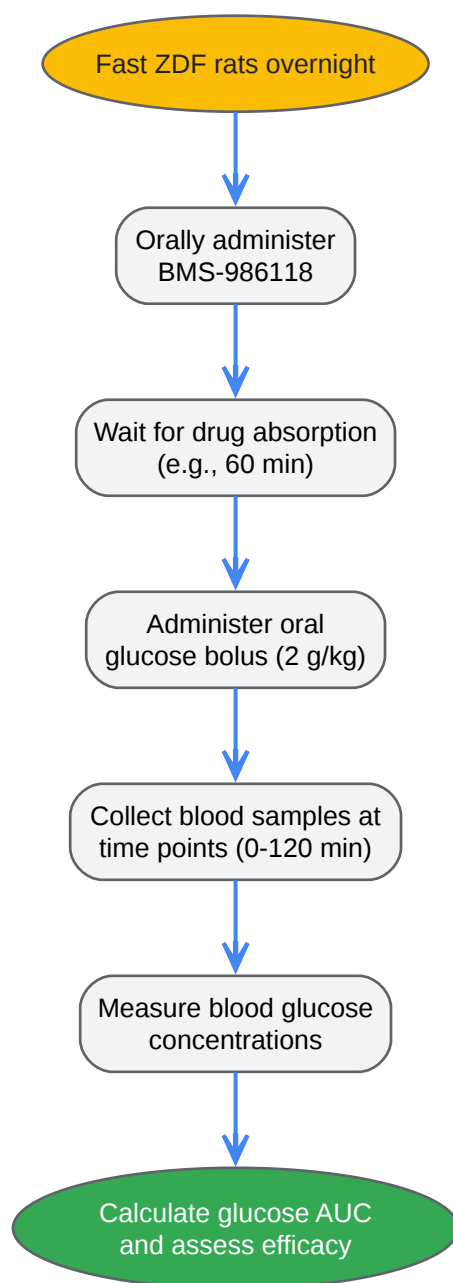 Fast ZDF rats overnight
Orally administer
BMS-986118
Wait for drug absorption
(e.g., 60 min)
Administer oral
glucose bolus (2 g/kg)
Collect blood samples at
time points (0-120 min)
Measure blood glucose
concentrations
Calculate glucose AUC
and assess efficacy